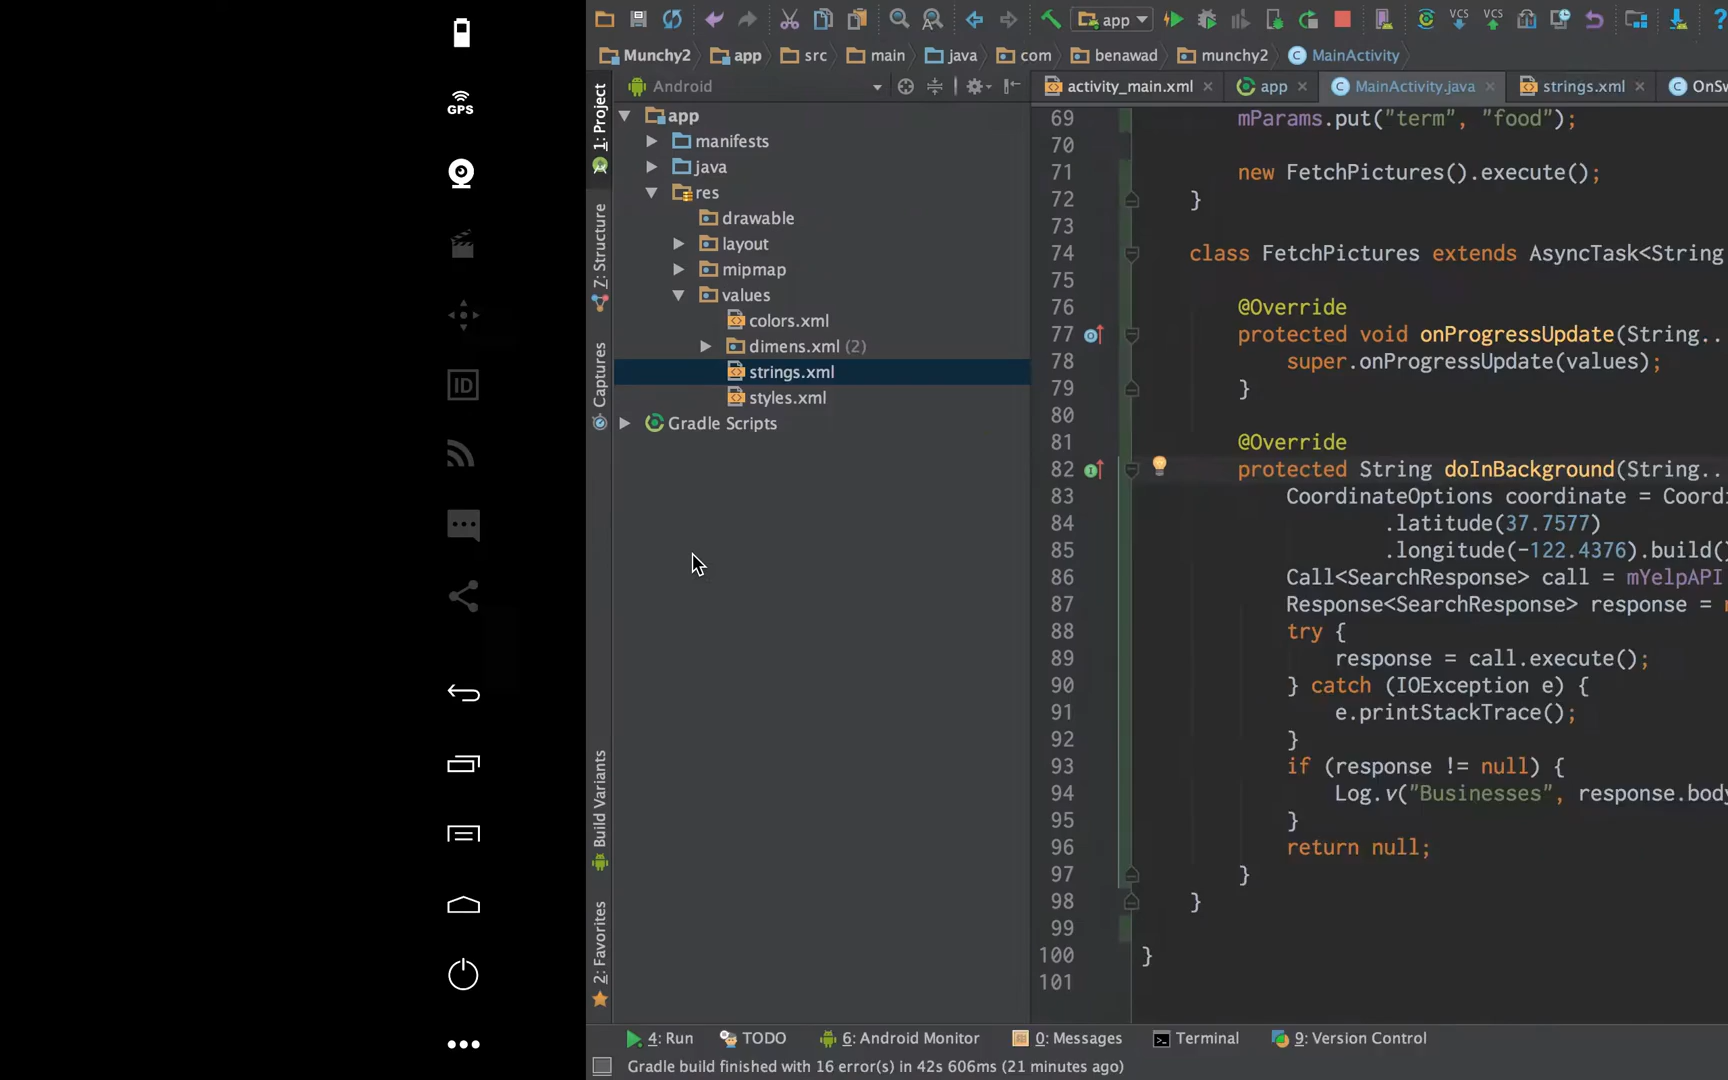 GPS
ID
app
VCS
VCS
?
Munchy2
app
src
main
java
com
benawad
munchy2
MainActivity
Android
activity_main.xml
app
MainActivity.java
strings.xml
1: Project
Z: Structure
Captures
Build Variants
2: Favorites
app
manifests
java
res
drawable
layout
mipmap
values
colors.xml
dimens.xml (2)
strings.xml
styles.xml
Gradle Scripts
69 mParams.put("term", "food");
70
71 new FetchPictures().execute();
72 }
73
74 class FetchPictures extends AsyncTask<String
75
76 @Override
77 protected void onProgressUpdate(String..
78 super.onProgressUpdate(values);
79 }
80
81 @Override
82 protected String doInBackground(String..
83 CoordinateOptions coordinate = Coord
84 .latitude(37.7577)
85 .longitude(-122.4376).build()
86 Call<SearchResponse> call = mYelpAPI
87 Response<SearchResponse> response =
88 try {
89 response = call.execute();
90 } catch (IOException e) {
91 e.printStackTrace();
92 }
93 if (response != null) {
94 Log.v("Businesses", response.body
95 }
96 return null;
97 }
98 }
99
100 }
101
4: Run
TODO
6: Android Monitor
0: Messages
Terminal
9: Version Control
Gradle build finished with 16 error(s) in 42s 606ms (21 minutes ago)